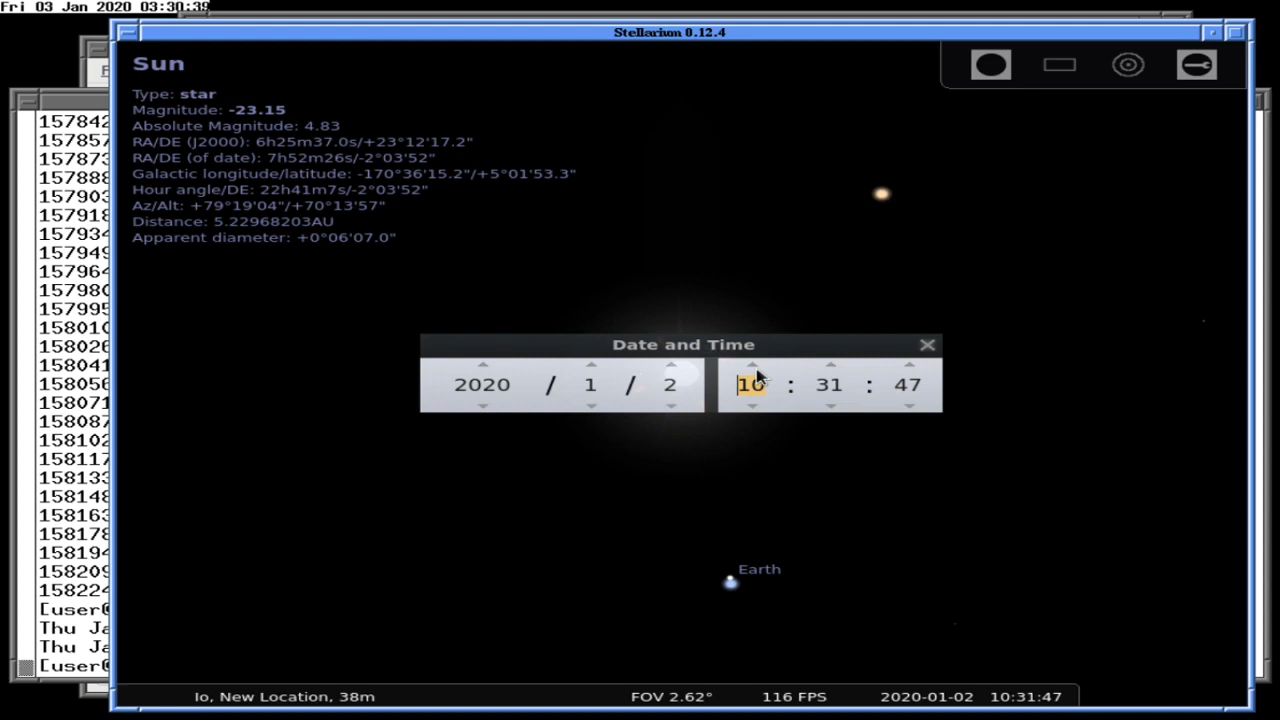 Fri 03 Jan 2020 03:30:39
Stellarium 0.12.4
Sun
Type: star
Magnitude: -23.15
Absolute Magnitude: 4.83
RA/DE (J2000): 6h25m37.0s/+23°12'17.2"
RA/DE (of date): 7h52m26s/-2°03'52"
Galactic longitude/latitude: -170°36'15.2"/+5°01'53.3"
Hour angle/DE: 22h41m7s/-2°03'52"
Az/Alt: +79°19'04"/+70°13'57"
Distance: 5.22968203AU
Apparent diameter: +0°06'07.0"
Date and Time
2020 / 1 / 2 10 : 31 : 47
Earth
Io, New Location, 38m FOV 2.62° 116 FPS 2020-01-02 10:31:47
157842
157857
157873
157888
157903
157918
157934
157949
157964
157980
157995
158010
158026
158041
158056
158071
158087
158102
158117
158133
158148
158163
158178
158194
158209
158224
[user@
Thu Ja
Thu Ja
[user@